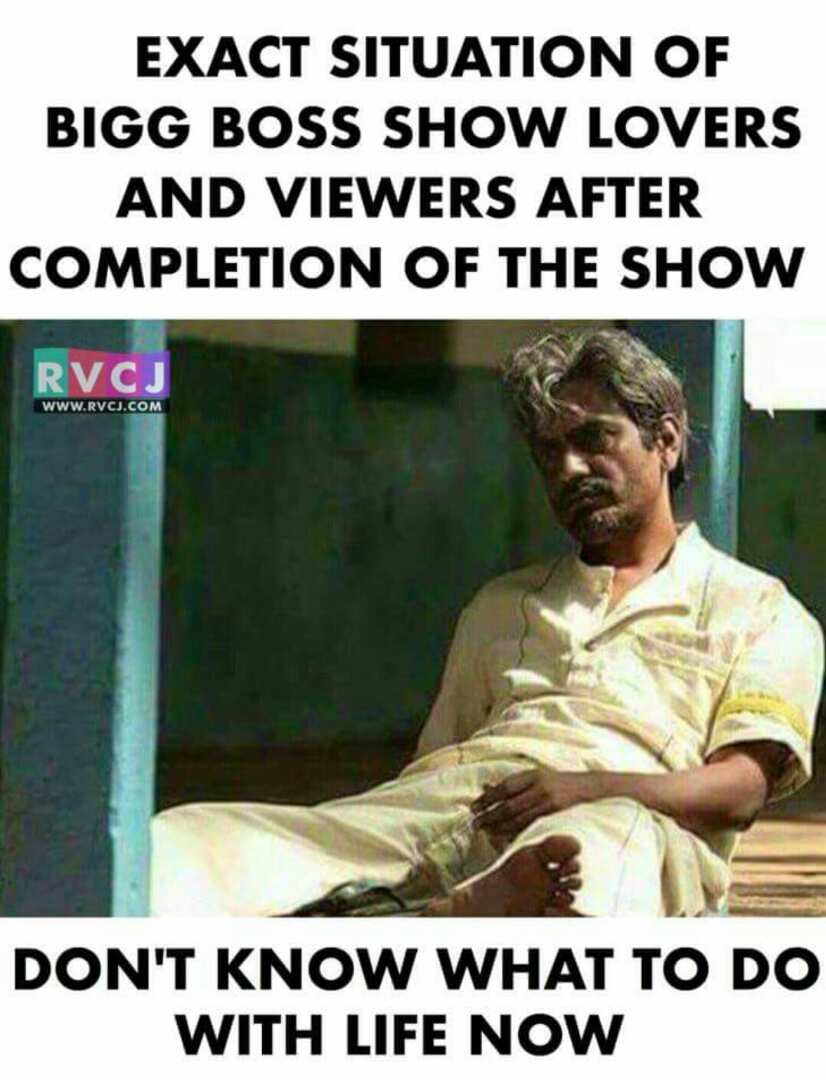 EXACT SITUATION OF
BIGG BOSS SHOW LOVERS
AND VIEWERS AFTER
COMPLETION OF THE SHOW
RVCJ
WWW.RVCJ.COM
DON'T KNOW WHAT TO DO
WITH LIFE NOW